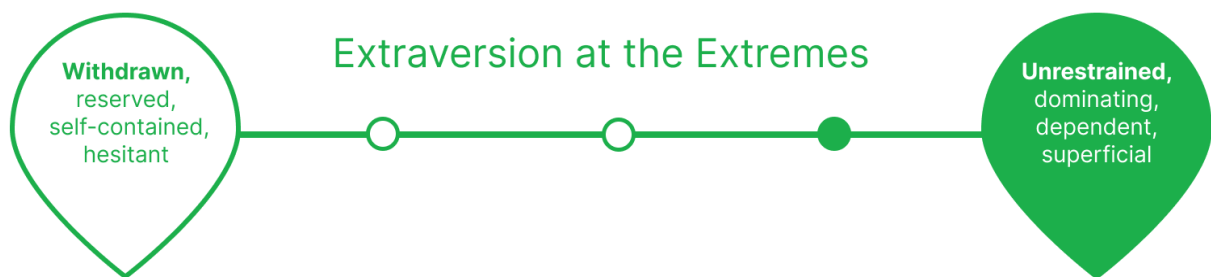 Extraversion at the Extremes
Withdrawn,
reserved,
self-contained,
hesitant
Unrestrained,
dominating,
dependent,
superficial